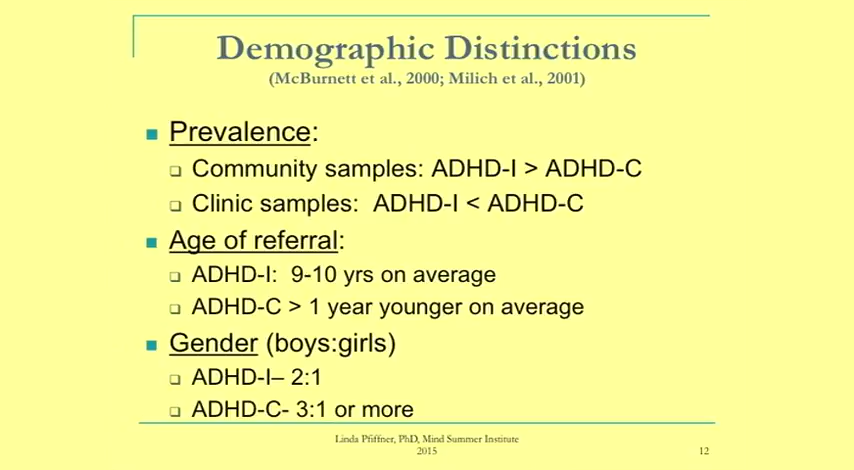 Demographic Distinctions
(McBurnett et al., 2000; Milich et al., 2001)
Prevalence:
Community samples: ADHD-I > ADHD-C
Clinic samples: ADHD-I < ADHD-C
Age of referral:
ADHD-I: 9-10 yrs on average
ADHD-C > 1 year younger on average
Gender (boys:girls)
ADHD-I– 2:1
ADHD-C- 3:1 or more
Linda Pfiffner, PhD, Mind Summer Institute
2015
12